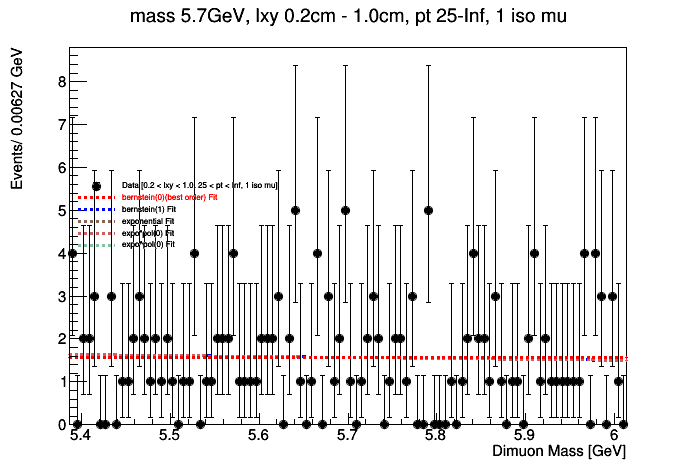 mass 5.7GeV, lxy 0.2cm - 1.0cm, pt 25-Inf, 1 iso mu
Events/ 0.00627 GeV
8
7
6
5
4
3
2
1
0
Data [0.2 < lxy < 1.0, 25 < pt < Inf, 1 iso mu]
bernstein(0)(best order) Fit
bernstein(1) Fit
exponential Fit
expo*pol(0) Fit
expo*pol(0) Fit
5.4 5.5 5.6 5.7 5.8 5.9 6
Dimuon Mass [GeV]